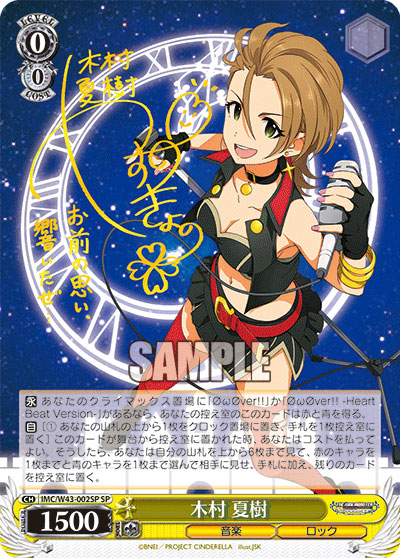 LEVEL
0
0
COST
木村
夏樹
お前の思い、
響いたぜ…
SAMPLE
永 あなたのクライマックス置場に「ØωØver!!」か「ØωØver!! -Heart
Beat Version-」があるなら、あなたの控え室のこのカードは赤と青を得る。
自 [① あなたの山札の上から1枚をクロック置場に置き、手札を1枚控え室に
置く] このカードが舞台から控え室に置かれた時、あなたはコストを払ってよ
い。そうしたら、あなたは自分の山札を上から6枚まで見て、赤のキャラを
1枚までと青のキャラを1枚まで選んで相手に見せ、手札に加え、残りのカード
を控え室に置く。
CH IMC/W43-002SP SP
1500
木村 夏樹
音楽
ロック
©BNEI／PROJECT CINDERELLA illust.JSK